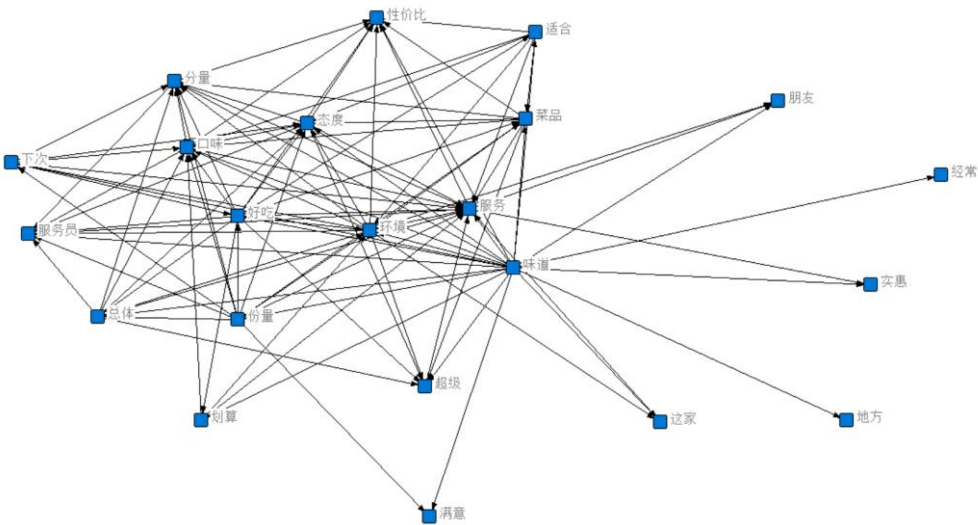 性价比
适合
分量
朋友
菜品
态度
口味
下次
经常
服务
好吃
环境
服务员
味道
实惠
总体
份量
超级
划算
这家
地方
满意